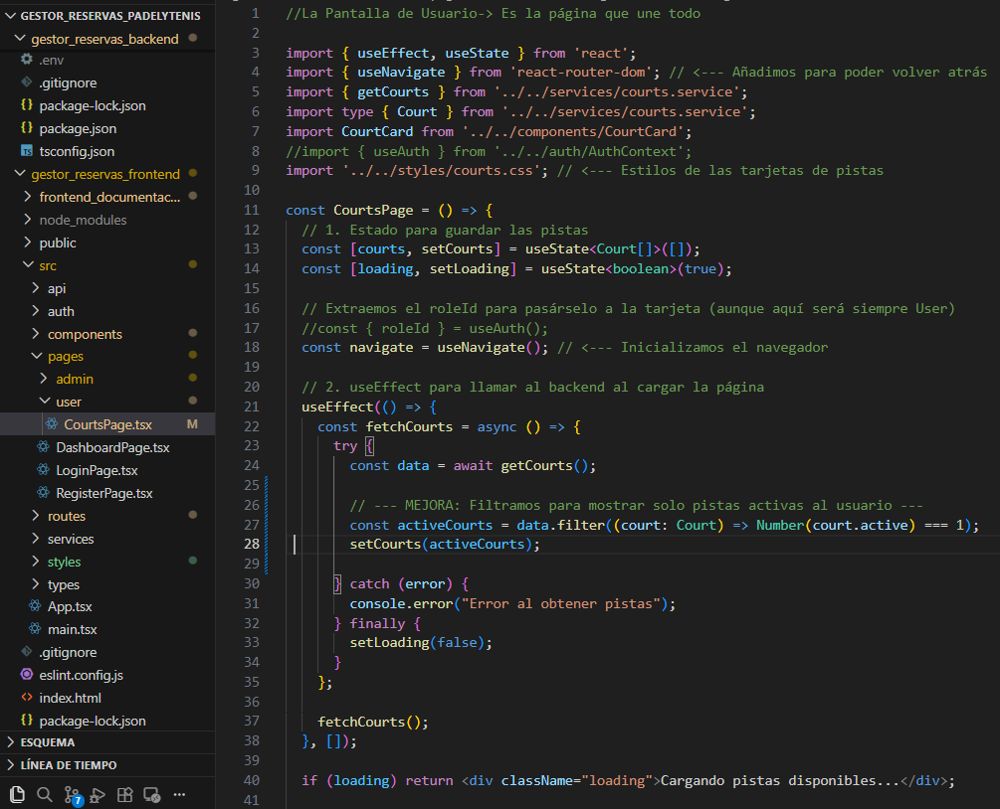 GESTOR_RESERVAS_PADELYTENIS
gestor_reservas_backend
.env
.gitignore
package-lock.json
package.json
tsconfig.json
gestor_reservas_frontend
frontend_documentac...
node_modules
public
src
api
auth
components
pages
admin
user
CourtsPage.tsx M
DashboardPage.tsx
LoginPage.tsx
RegisterPage.tsx
routes
services
styles
types
App.tsx
main.tsx
.gitignore
eslint.config.js
index.html
package-lock.json
ESQUEMA
LÍNEA DE TIEMPO
7
1 //La Pantalla de Usuario-> Es la página que une todo
2
3 import { useEffect, useState } from 'react';
4 import { useNavigate } from 'react-router-dom'; // <--- Añadimos para poder volver atrás
5 import { getCourts } from '../../services/courts.service';
6 import type { Court } from '../../services/courts.service';
7 import CourtCard from '../../components/CourtCard';
8 //import { useAuth } from '../../auth/AuthContext';
9 import '../../styles/courts.css'; // <--- Estilos de las tarjetas de pistas
10
11 const CourtsPage = () => {
12 // 1. Estado para guardar las pistas
13 const [courts, setCourts] = useState<Court[]>([]);
14 const [loading, setLoading] = useState<boolean>(true);
15
16 // Extraemos el roleId para pasárselo a la tarjeta (aunque aquí será siempre User)
17 //const { roleId } = useAuth();
18 const navigate = useNavigate(); // <--- Inicializamos el navegador
19
20 // 2. useEffect para llamar al backend al cargar la página
21 useEffect(() => {
22 const fetchCourts = async () => {
23 try {
24 const data = await getCourts();
25
26 // --- MEJORA: Filtramos para mostrar solo pistas activas al usuario ---
27 const activeCourts = data.filter((court: Court) => Number(court.active) === 1);
28 setCourts(activeCourts);
29
30 } catch (error) {
31 console.error("Error al obtener pistas");
32 } finally {
33 setLoading(false);
34 }
35 };
36
37 fetchCourts();
38 }, []);
39
40 if (loading) return <div className="loading">Cargando pistas disponibles...</div>;
41